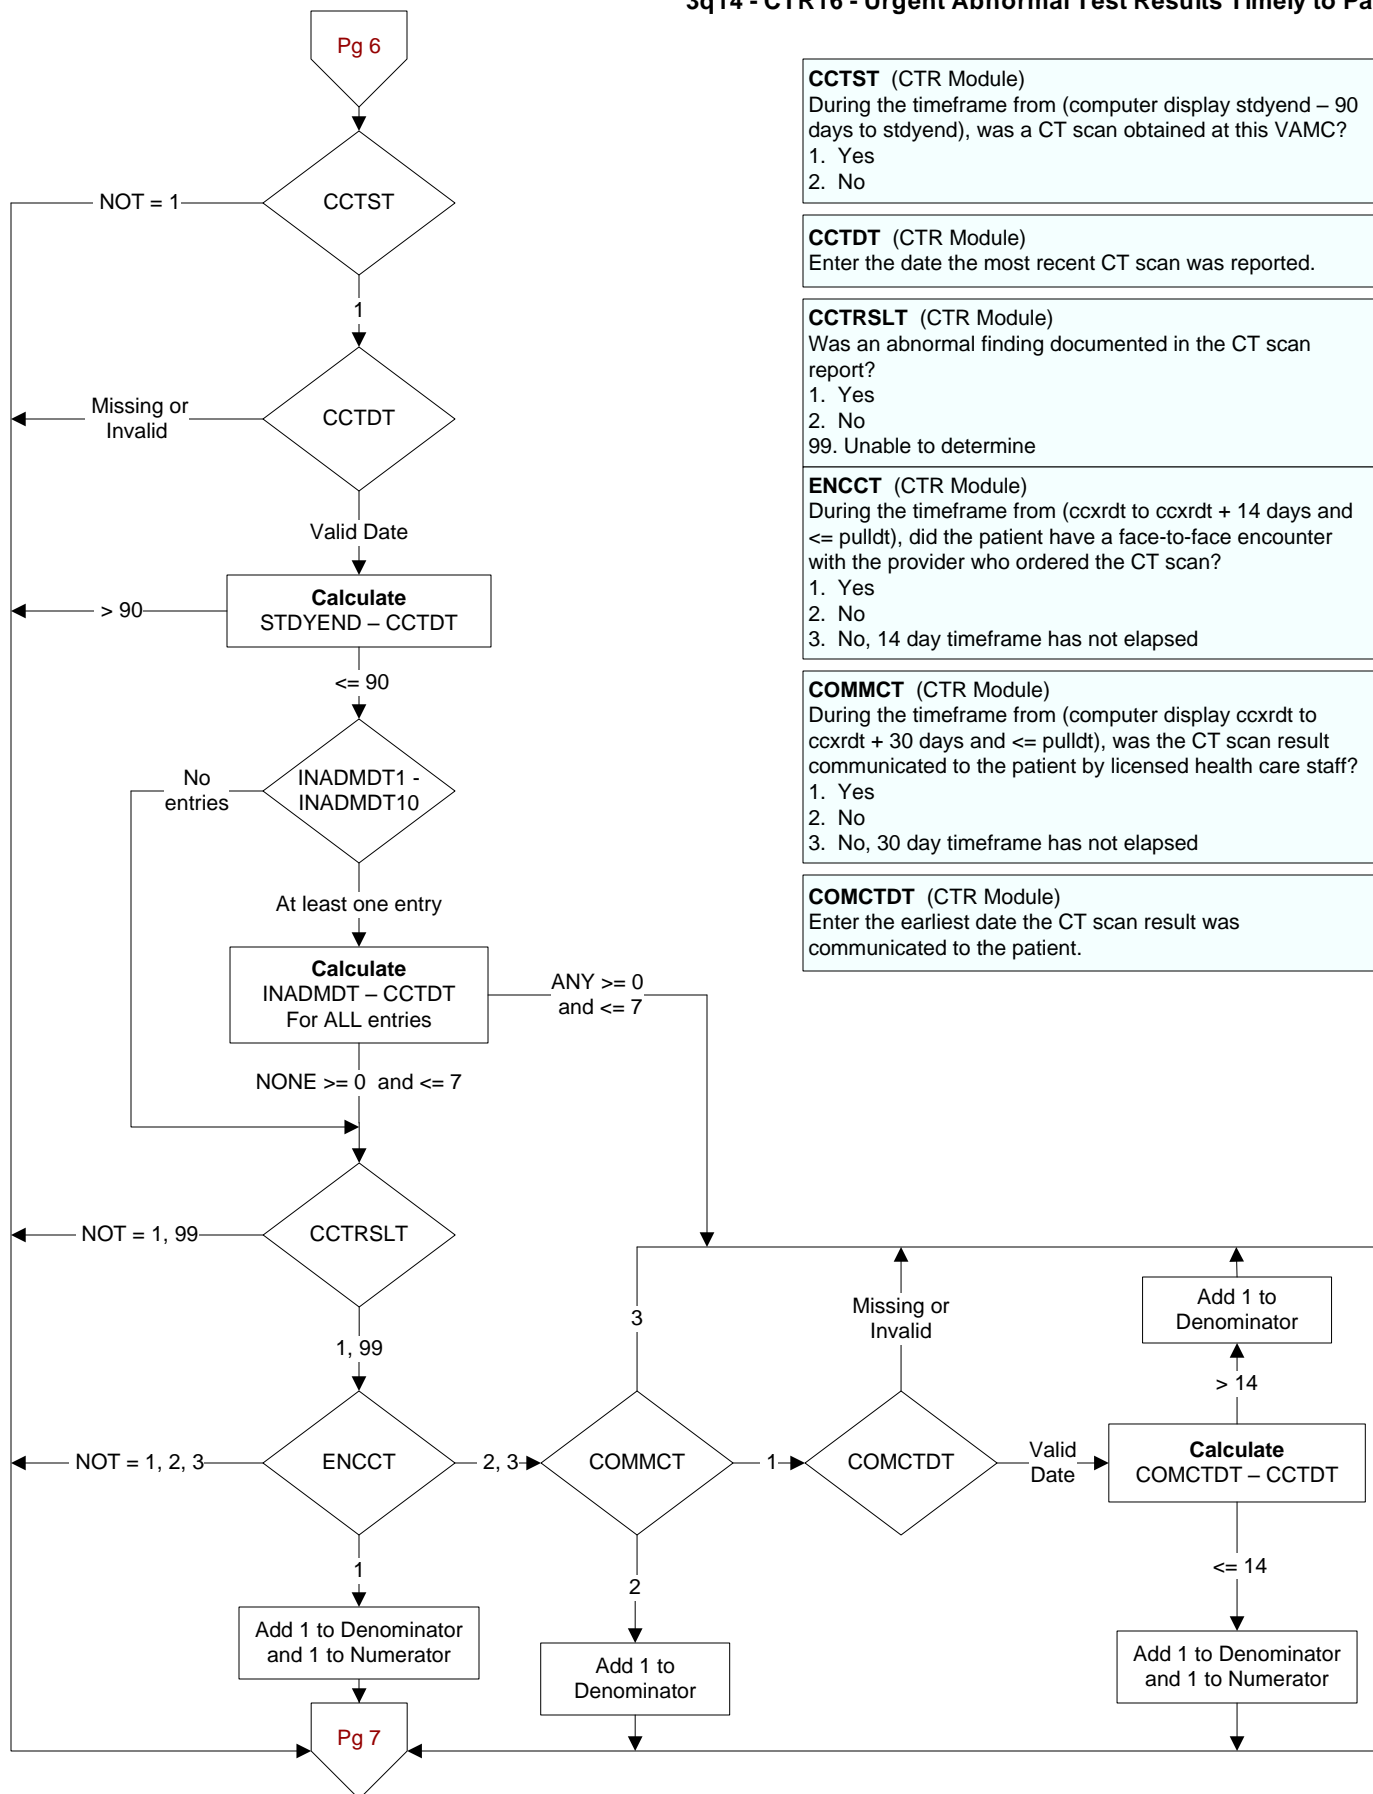 3q14 - CTR16 - Urgent Abnormal Test Results Timely to
Pg 6
CCTST (CTR Module)
During the timeframe from (computer display stdyend – 90
days to stdyend), was a CT scan obtained at this VAMC?
1. Yes
2. No
CCTDT (CTR Module)
Enter the date the most recent CT scan was reported.
CCTRSLT (CTR Module)
Was an abnormal finding documented in the CT scan
report?
1. Yes
2. No
99. Unable to determine
ENCCT (CTR Module)
During the timeframe from (ccxrdt to ccxrdt + 14 days and
<= pulldt), did the patient have a face-to-face encounter
with the provider who ordered the CT scan?
1. Yes
2. No
3. No, 14 day timeframe has not elapsed
COMMCT (CTR Module)
During the timeframe from (computer display ccxrdt to
ccxrdt + 30 days and <= pulldt), was the CT scan result
communicated to the patient by licensed health care staff?
1. Yes
2. No
3. No, 30 day timeframe has not elapsed
COMCTDT (CTR Module)
Enter the earliest date the CT scan result was
communicated to the patient.
NOT = 1
CCTST
1
Missing or
Invalid
CCTDT
Valid Date
> 90
Calculate
STDYEND – CCTDT
<= 90
No
entries
INADMDT1 -
INADMDT10
At least one entry
Calculate
INADMDT – CCTDT
For ALL entries
ANY >= 0
and <= 7
NONE >= 0 and <= 7
NOT = 1, 99
CCTRSLT
1, 99
3
Missing or
Invalid
Add 1 to
Denominator
> 14
NOT = 1, 2, 3
ENCCT
2, 3
COMMCT
1
COMCTDT
Valid
Date
Calculate
COMCTDT – CCTDT
1
2
<= 14
Add 1 to Denominator
and 1 to Numerator
Add 1 to
Denominator
Add 1 to Denominator
and 1 to Numerator
Pg 7